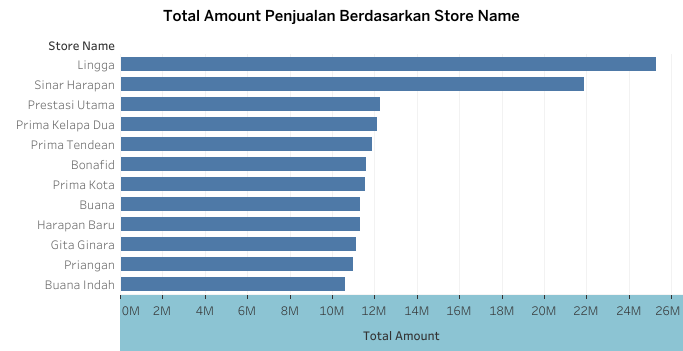 Total Amount Penjualan Berdasarkan Store Name
Store Name
Lingga
Sinar Harapan
Prestasi Utama
Prima Kelapa Dua
Prima Tendean
Bonafid
Prima Kota
Buana
Harapan Baru
Gita Ginara
Priangan
Buana Indah
0M 2M 4M 6M 8M 10M 12M 14M 16M 18M 20M 22M 24M 26M
Total Amount